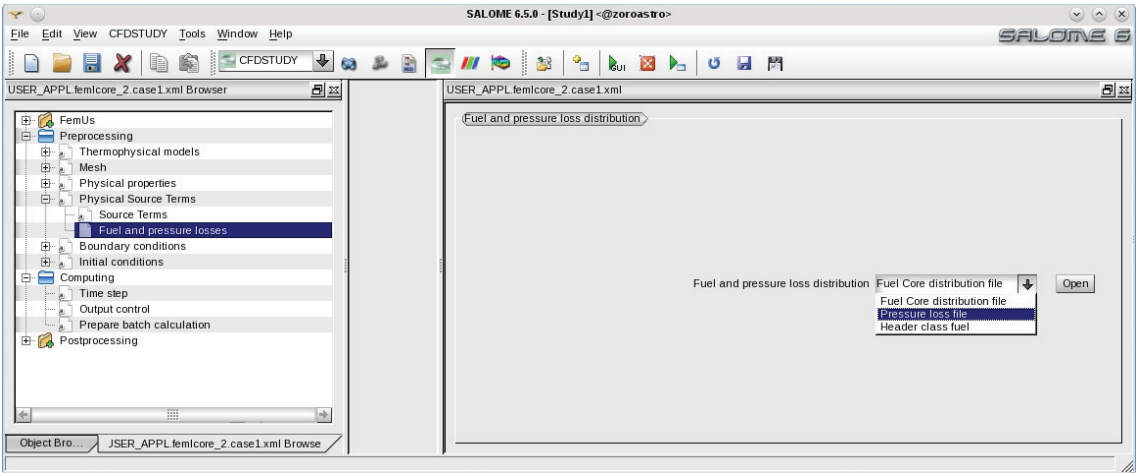 SALOME 6.5.0 - [Study1] <@zoroastro>
File Edit View CFDSTUDY Tools Window Help
SALOME 6
CFDSTUDY
GUI
USER_APPL.femlcore_2.case1.xml Browser
USER_APPL.femlcore_2.case1.xml
FemUs
Preprocessing
Thermophysical models
Mesh
Physical properties
Physical Source Terms
Source Terms
Fuel and pressure losses
Boundary conditions
Initial conditions
Computing
Time step
Output control
Prepare batch calculation
Postprocessing
Object Bro...
JSER_APPL.femlcore_2.case1.xml Browse
Fuel and pressure loss distribution
Fuel and pressure loss distribution Fuel Core distribution file Open
Fuel Core distribution file
Pressure loss file
Header class fuel